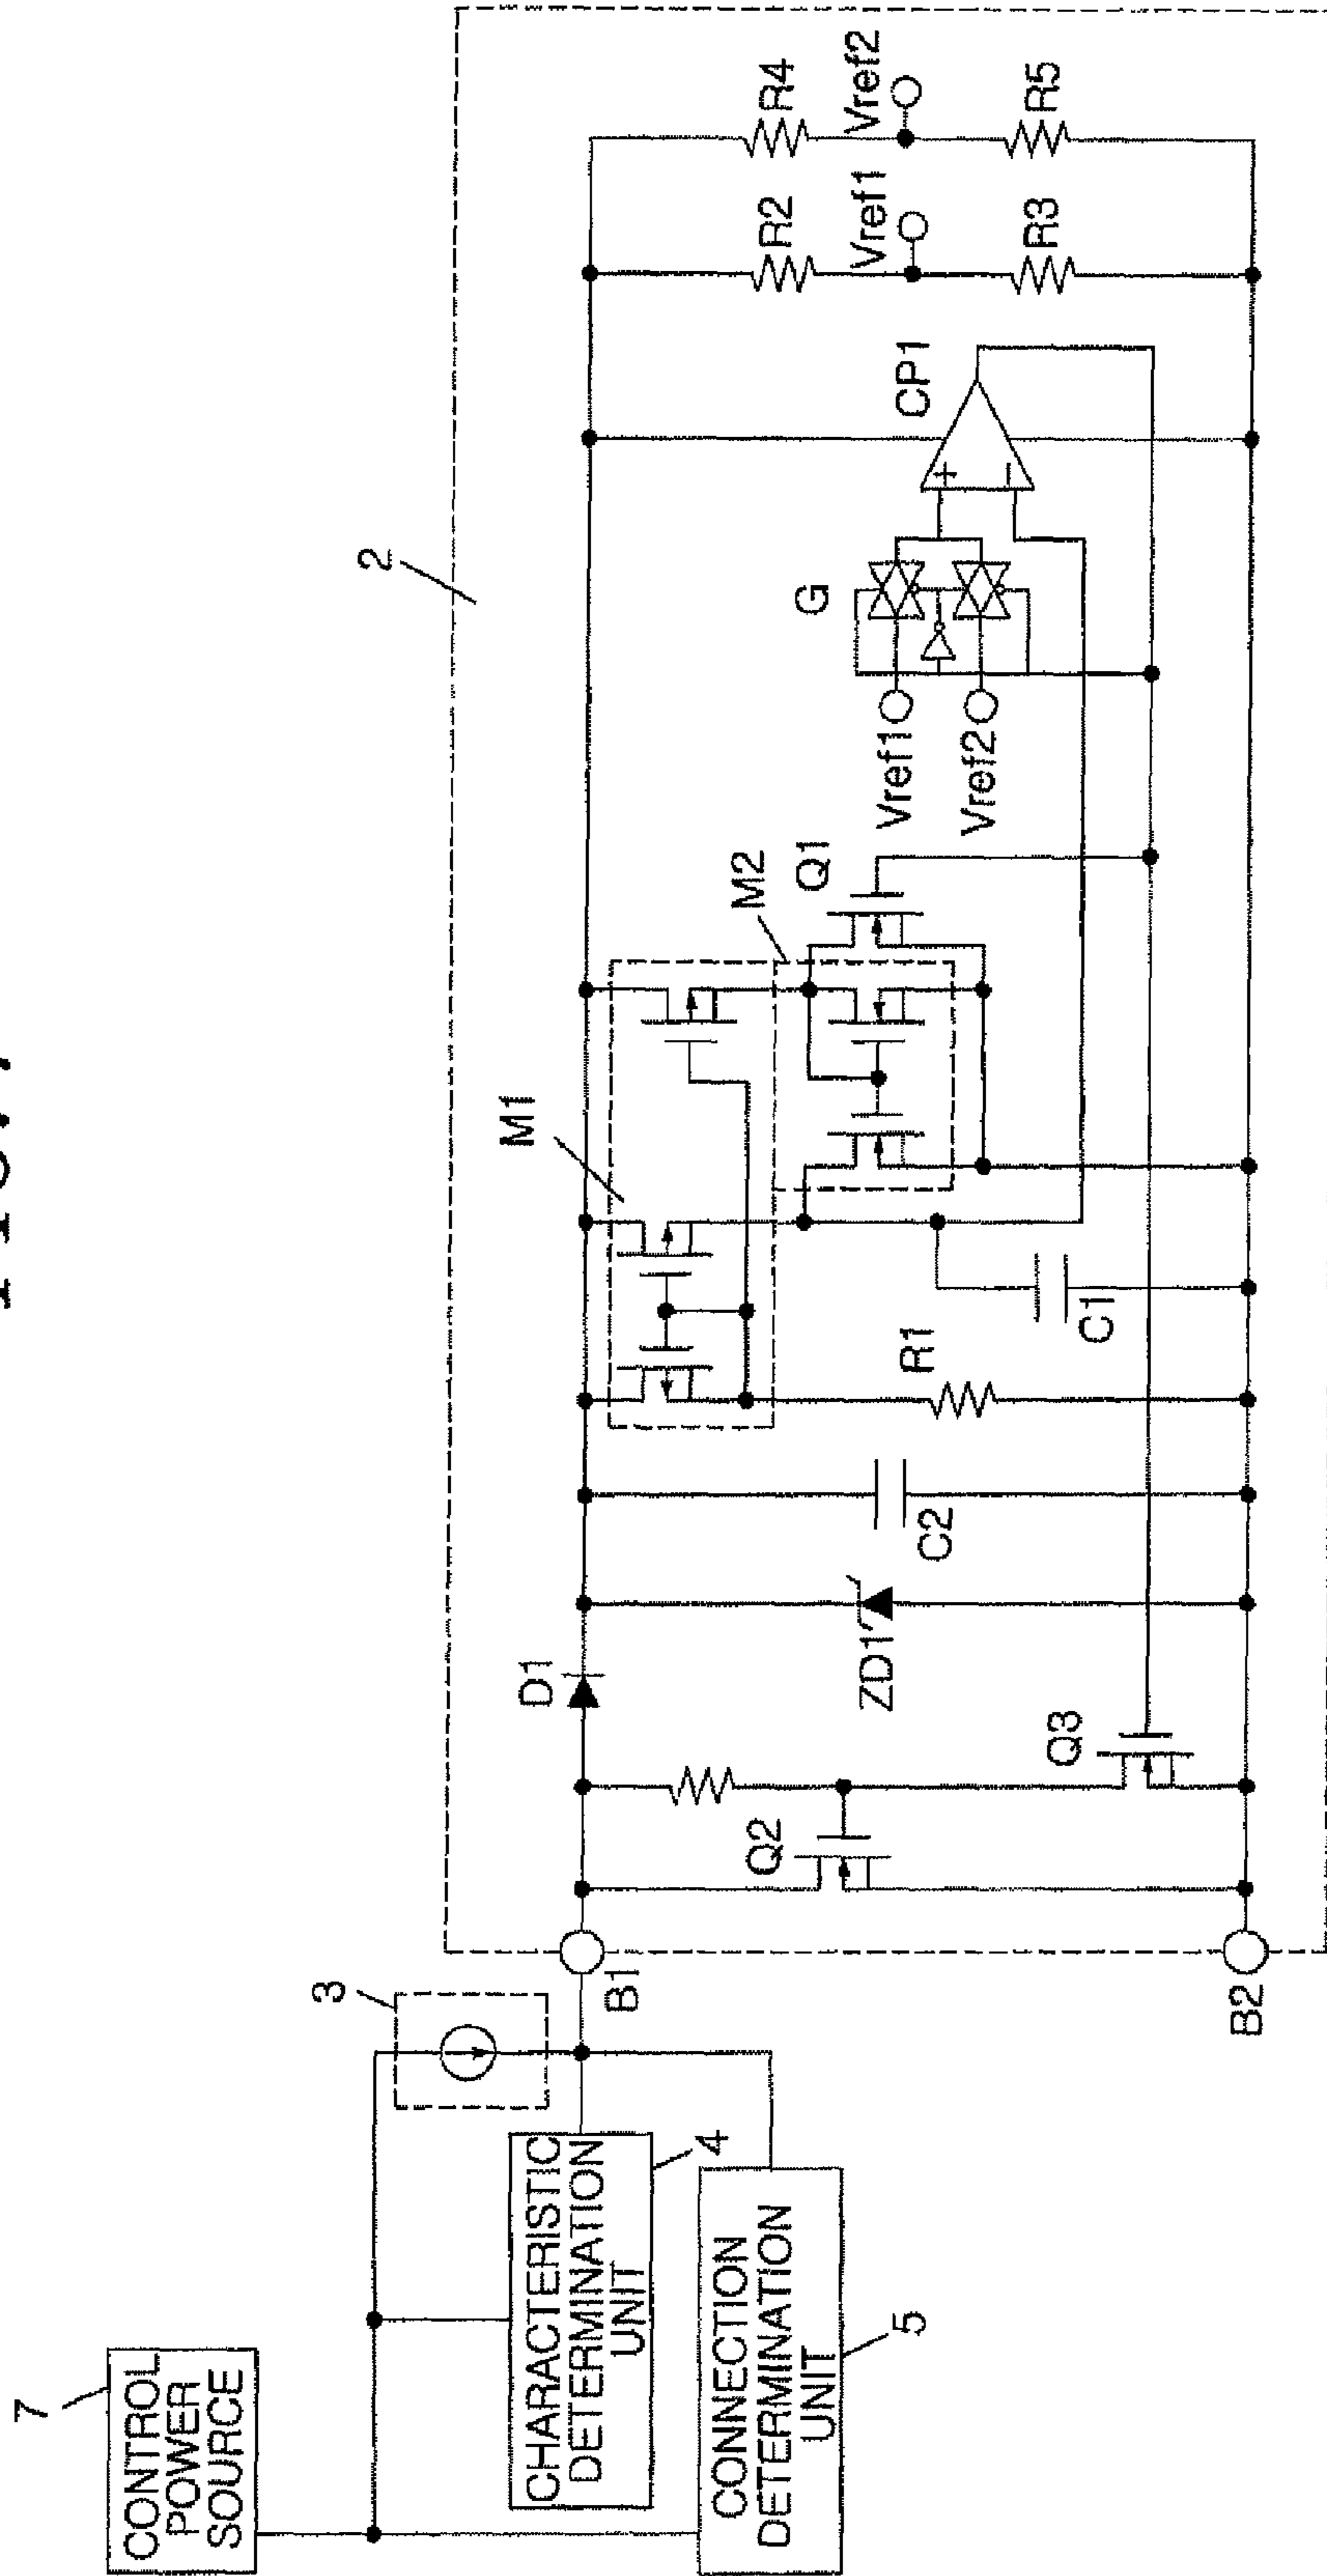 7
CONTROL
POWER
SOURCE
3
CHARACTERISTIC
DETERMINATION
UNIT
4
CONNECTION
DETERMINATION
UNIT
5
B1
B2
2
Q2
Q3
D1
ZD1
C2
R1
C1
M1
M2
Q1
Vref1
Vref2
G
CP1
+
−
R2
Vref1
R3
R4
Vref2
R5